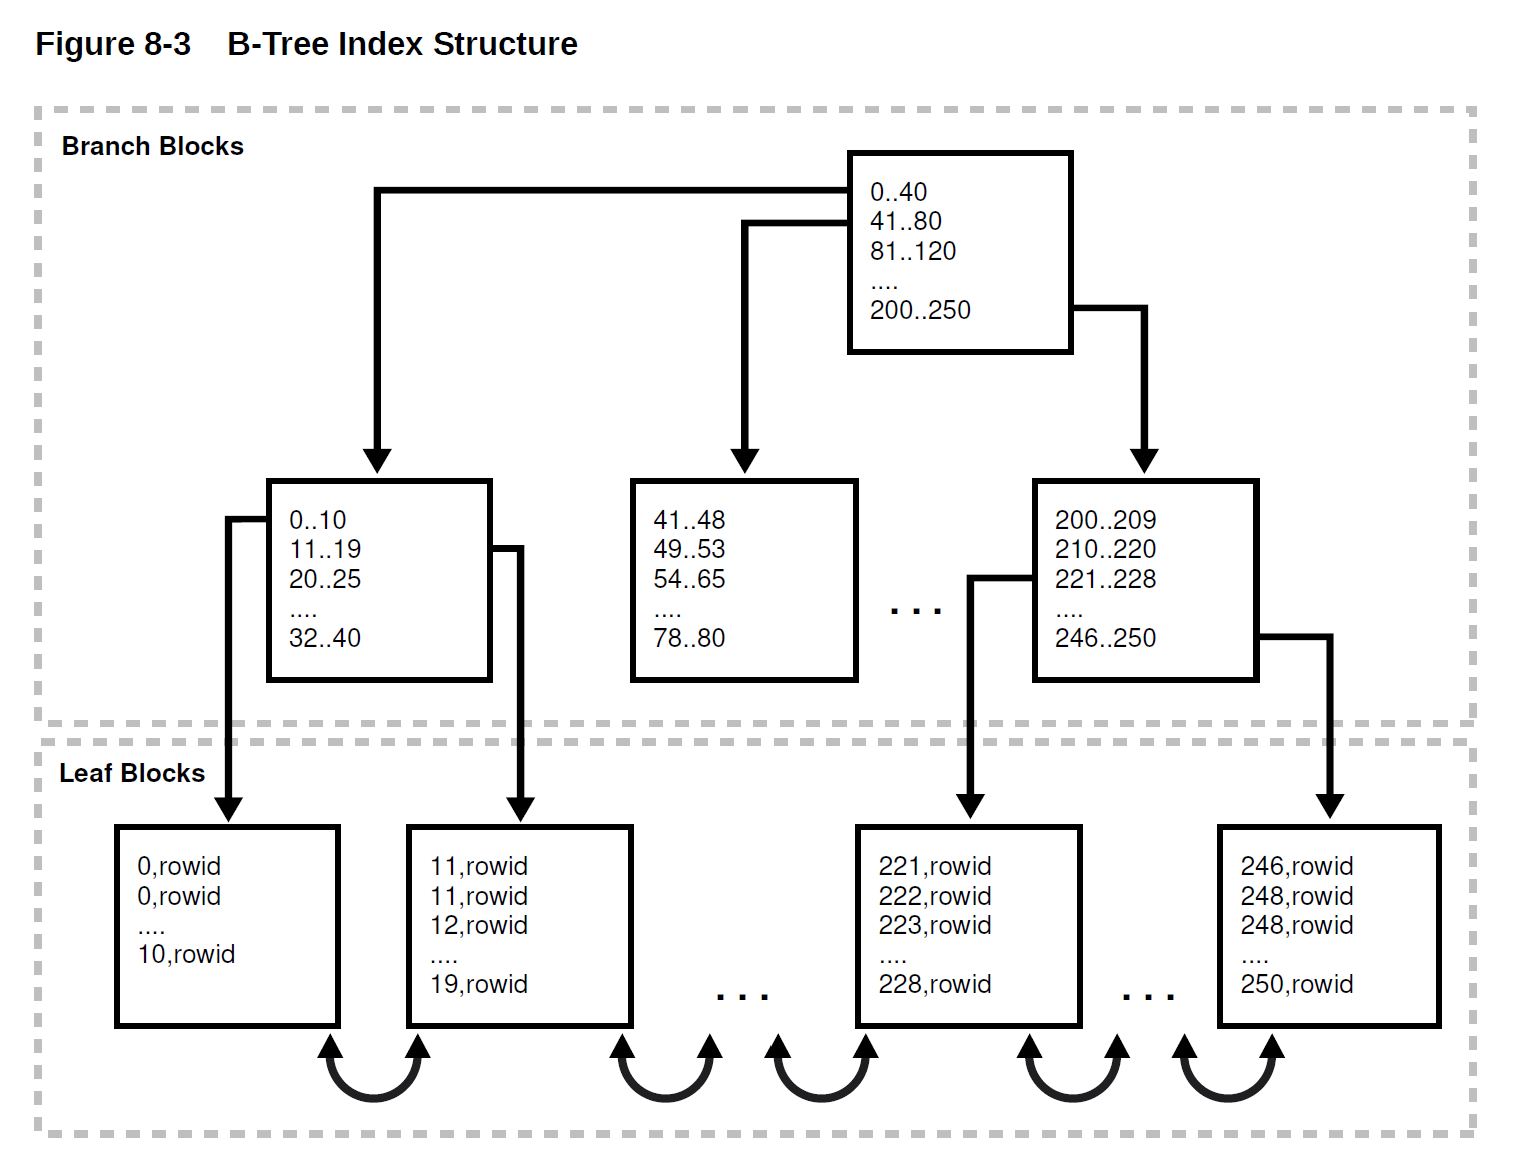 Figure 8-3 B-Tree Index Structure
Branch Blocks
0..40
41..80
81..120
....
200..250
0..10
11..19
20..25
....
32..40
41..48
49..53
54..65
....
78..80
...
200..209
210..220
221..228
....
246..250
Leaf Blocks
0,rowid
0,rowid
....
10,rowid
11,rowid
11,rowid
12,rowid
....
19,rowid
...
221,rowid
222,rowid
223,rowid
....
228,rowid
...
246,rowid
248,rowid
248,rowid
....
250,rowid